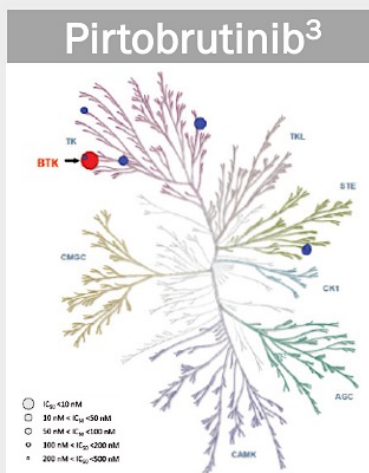 Pirtobrutinib³
TK
TKL
BTK
STE
CMGC
CK1
AGC
CAMK
IC₅₀ <10 nM
10 nM < IC₅₀ <50 nM
50 nM < IC₅₀ <100 nM
100 nM < IC₅₀ <200 nM
200 nM < IC₅₀ <500 nM